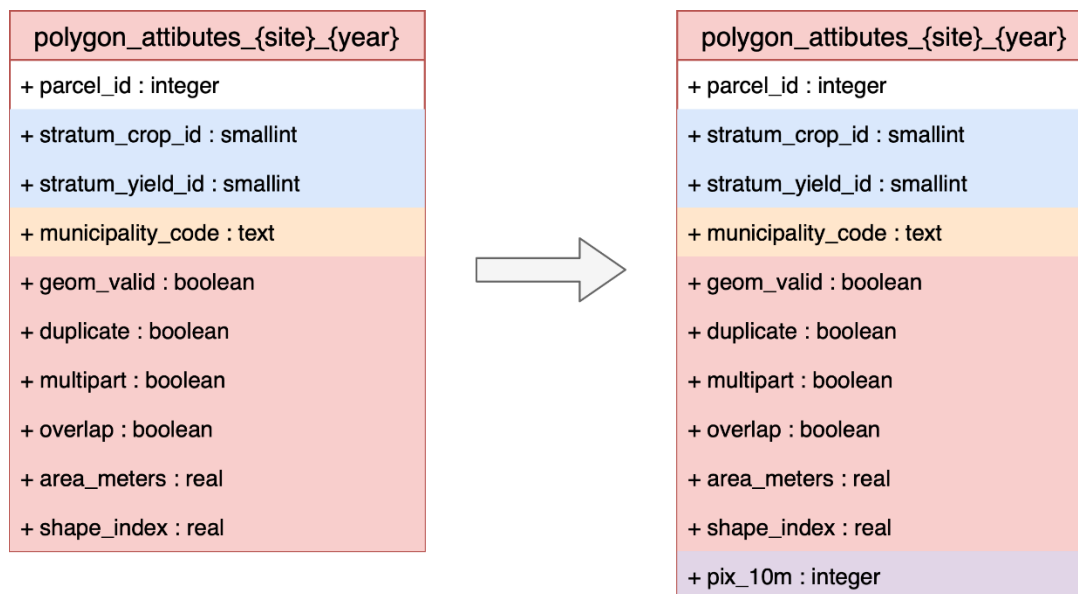 polygon_attibutes_{site}_{year}
+ parcel_id : integer
+ stratum_crop_id : smallint
+ stratum_yield_id : smallint
+ municipality_code : text
+ geom_valid : boolean
+ duplicate : boolean
+ multipart : boolean
+ overlap : boolean
+ area_meters : real
+ shape_index : real
polygon_attibutes_{site}_{year}
+ parcel_id : integer
+ stratum_crop_id : smallint
+ stratum_yield_id : smallint
+ municipality_code : text
+ geom_valid : boolean
+ duplicate : boolean
+ multipart : boolean
+ overlap : boolean
+ area_meters : real
+ shape_index : real
+ pix_10m : integer